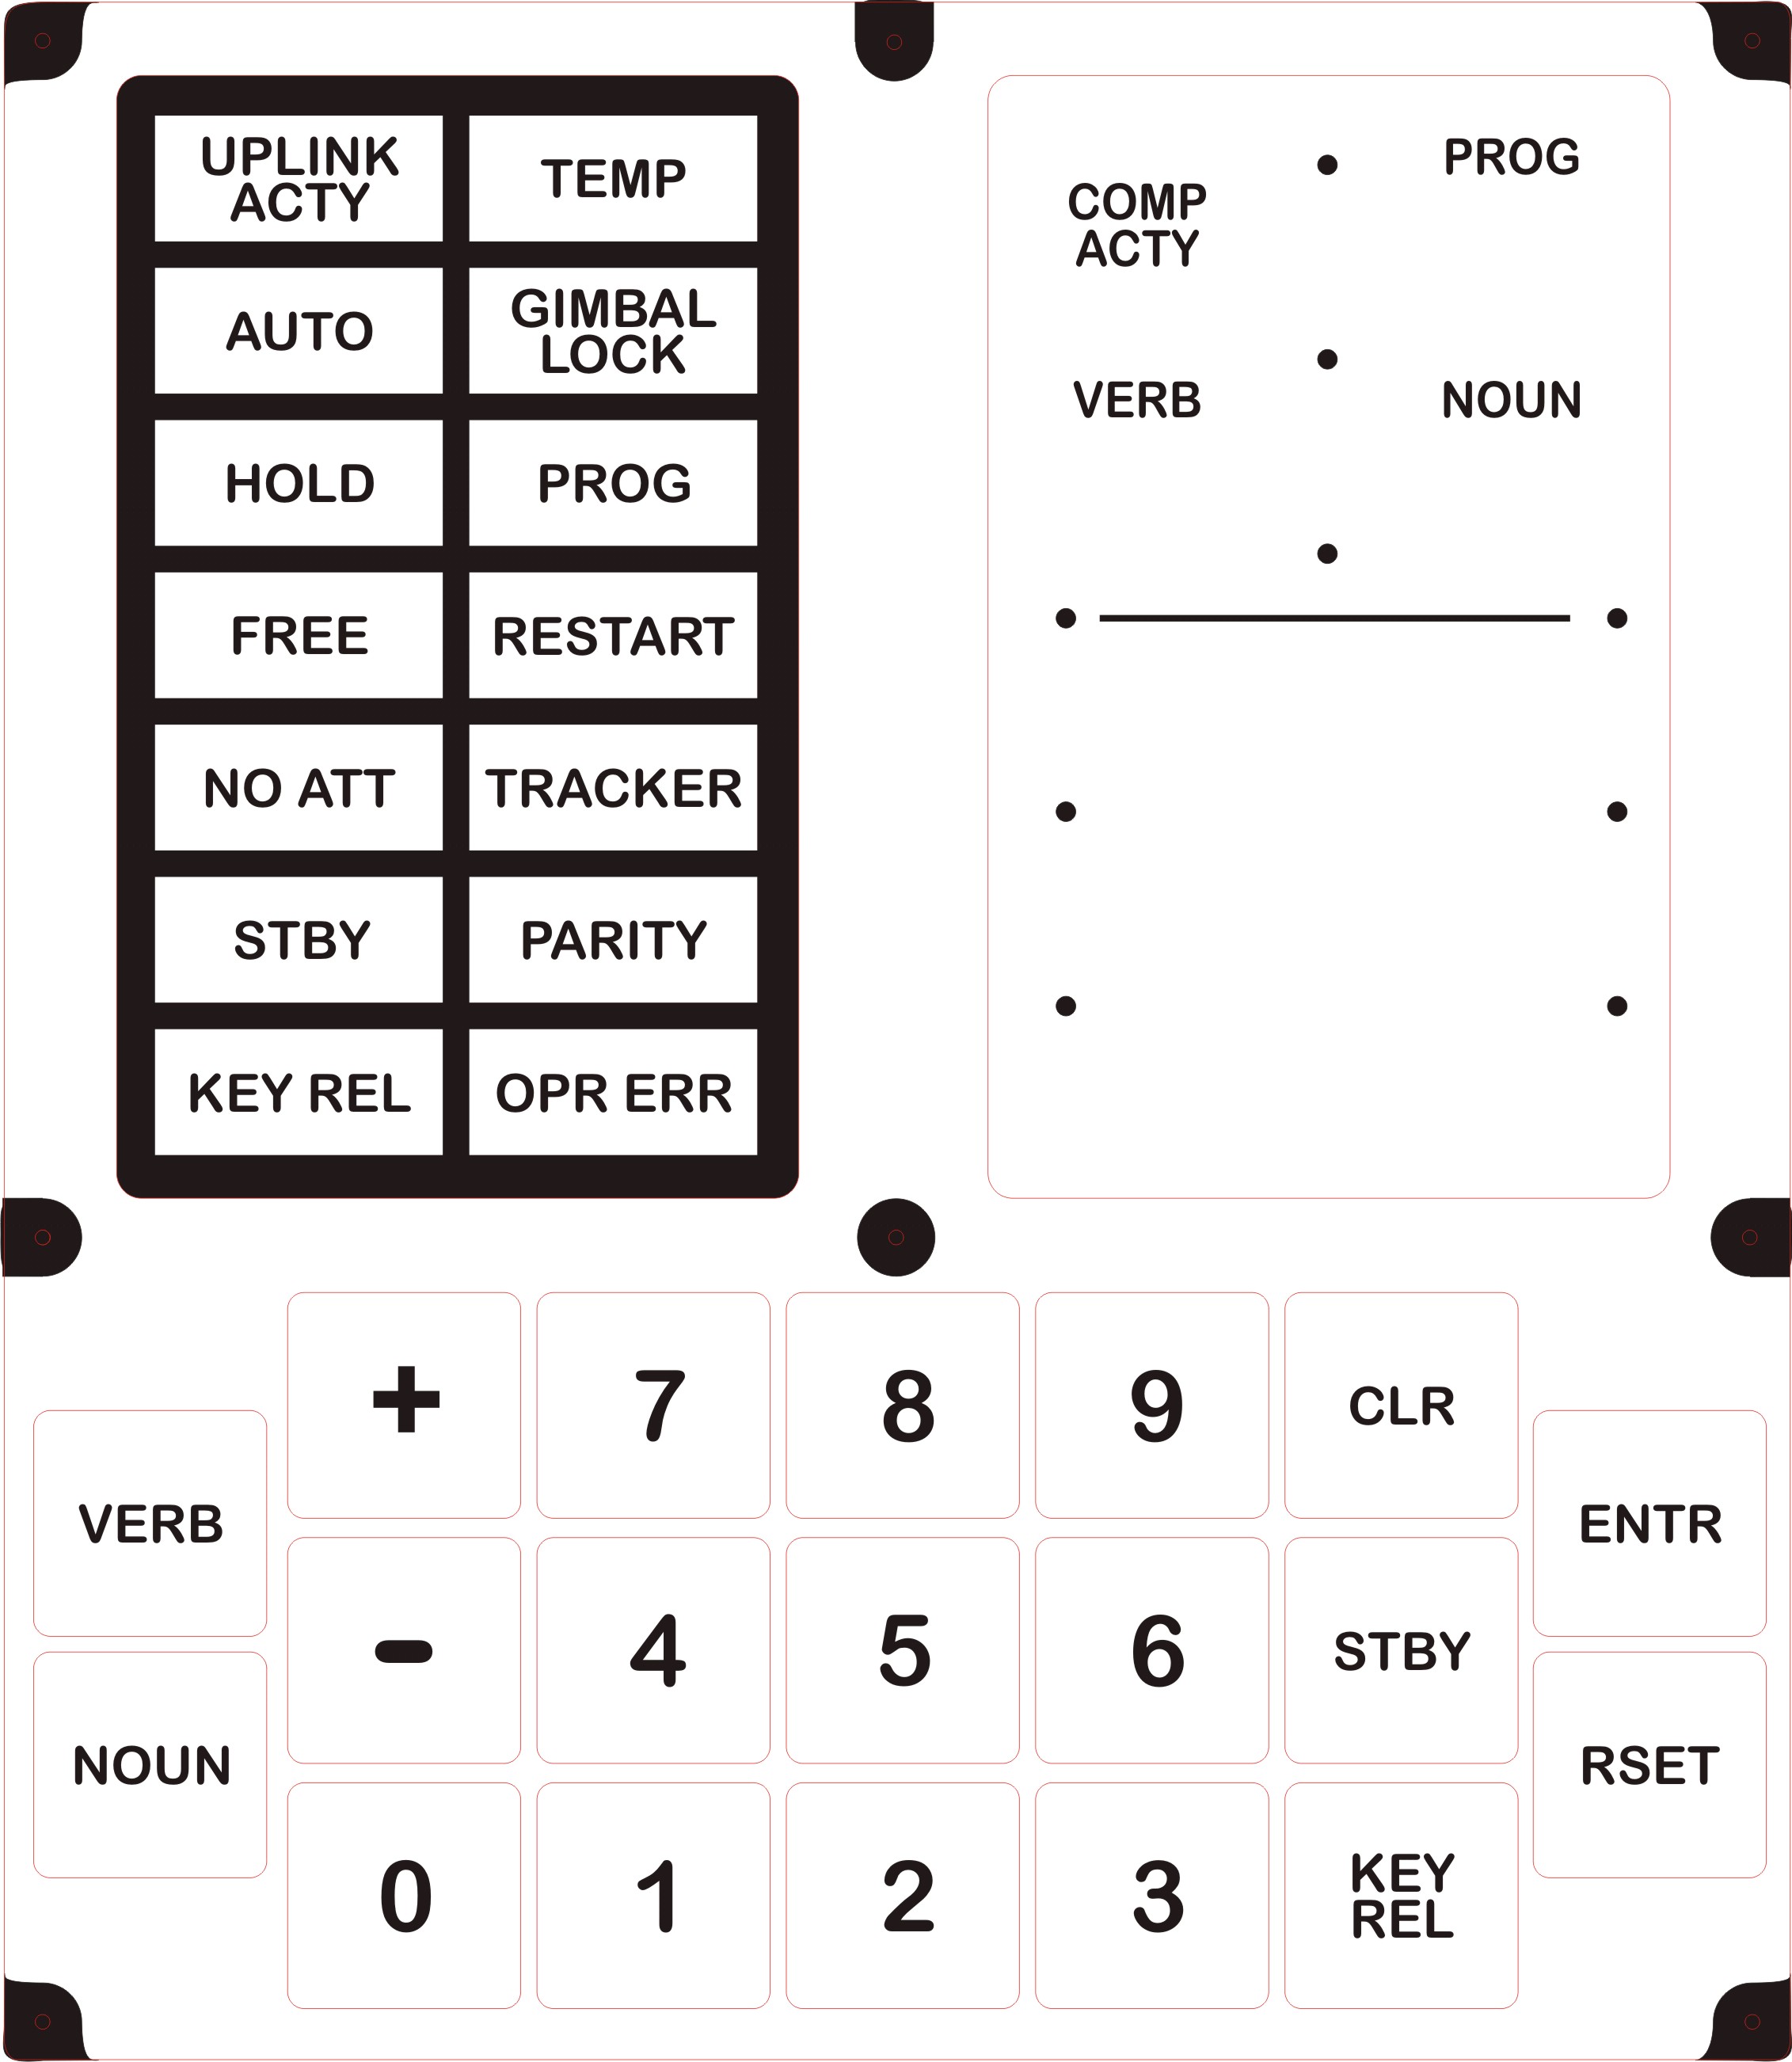 UPLINK
ACTY
TEMP
AUTO
GIMBAL
LOCK
HOLD
PROG
FREE
RESTART
NO ATT
TRACKER
STBY
PARITY
KEY REL
OPR ERR
COMP
ACTY
PROG
VERB
NOUN
VERB
NOUN
+
7
8
9
CLR
-
4
5
6
STBY
0
1
2
3
KEY
REL
ENTR
RSET